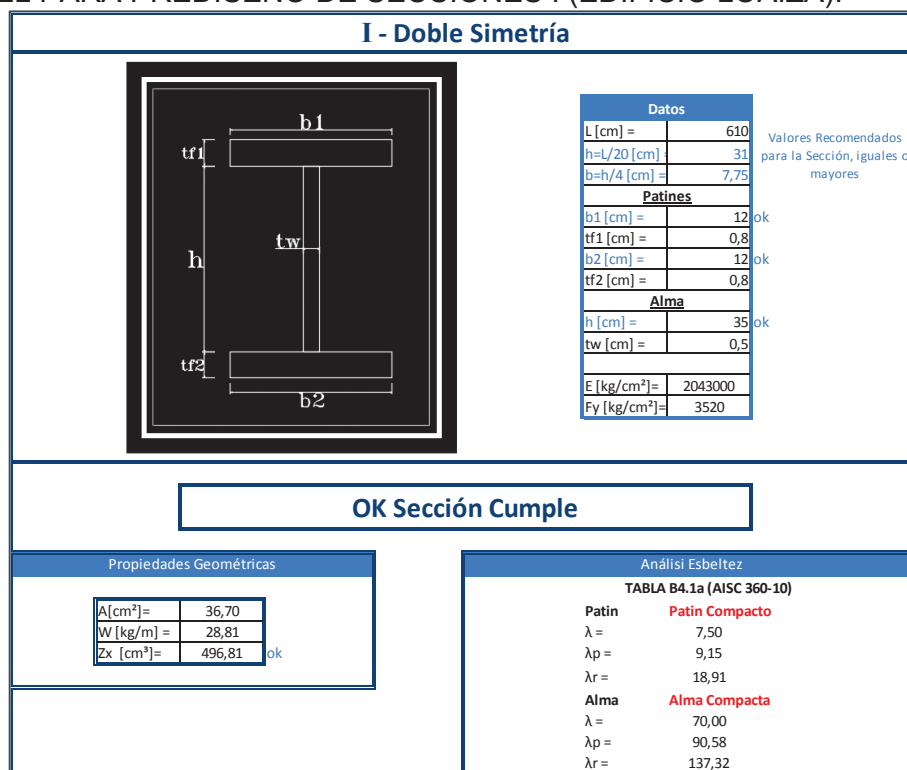 I - Doble Simetría
b1
tf1
tw
h
tf2
b2
Datos
L [cm] = 610
h=L/20 [cm] 31
b=h/4 [cm] = 7,75
Valores Recomendados
para la Sección, iguales o
mayores
Patines
b1 [cm] = 12 ok
tf1 [cm] = 0,8
b2 [cm] = 12 ok
tf2 [cm] = 0,8
Alma
h [cm] = 35 ok
tw [cm] = 0,5
E [kg/cm²]= 2043000
Fy [kg/cm²]= 3520
OK Sección Cumple
Propiedades Geométricas
A[cm²]= 36,70
W [kg/m] = 28,81
Zx [cm³]= 496,81 ok
Análisi Esbeltez
TABLA B4.1a (AISC 360-10)
Patin Patin Compacto
λ = 7,50
λp = 9,15
λr = 18,91
Alma Alma Compacta
λ = 70,00
λp = 90,58
λr = 137,32